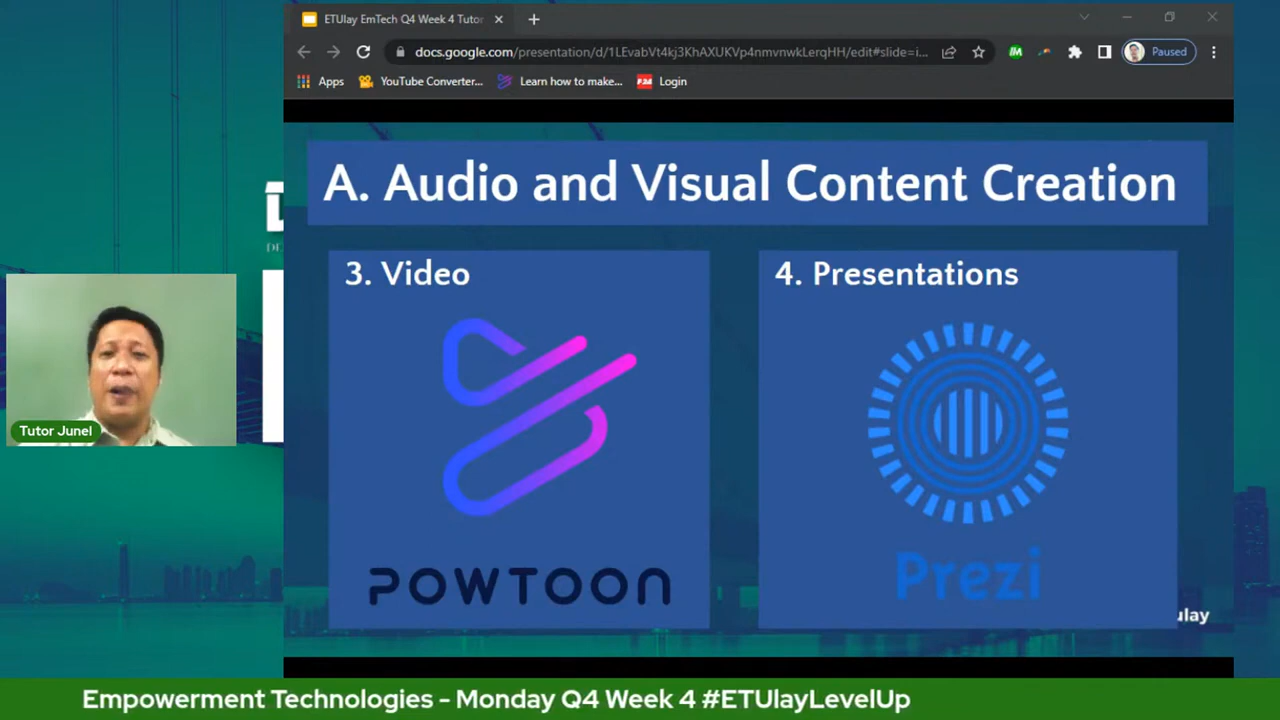 ETUlay EmTech Q4 Week 4 Tutor
docs.google.com/presentation/d/1LEvabVt4kj3KhAXUKVp4nmvnwkLerqHH/edit#slide=i...
Paused
Apps
YouTube Converter...
Learn how to make...
Login
A. Audio and Visual Content Creation
3. Video
4. Presentations
POWTOON
Prezi
ulay
Tutor Junel
Empowerment Technologies - Monday Q4 Week 4 #ETUlayLevelUp